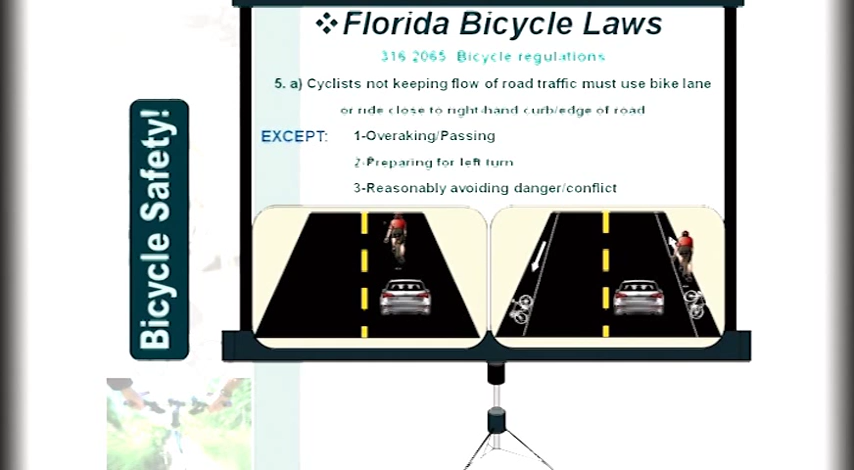 ❖Florida Bicycle Laws
316 2065 Bicycle regulations
5. a) Cyclists not keeping flow of road traffic must use bike lane
or ride close to right-hand curb/edge of road
EXCEPT: 1-Overaking/Passing
2-Preparing for left turn
3-Reasonably avoiding danger/conflict
Bicycle Safety!